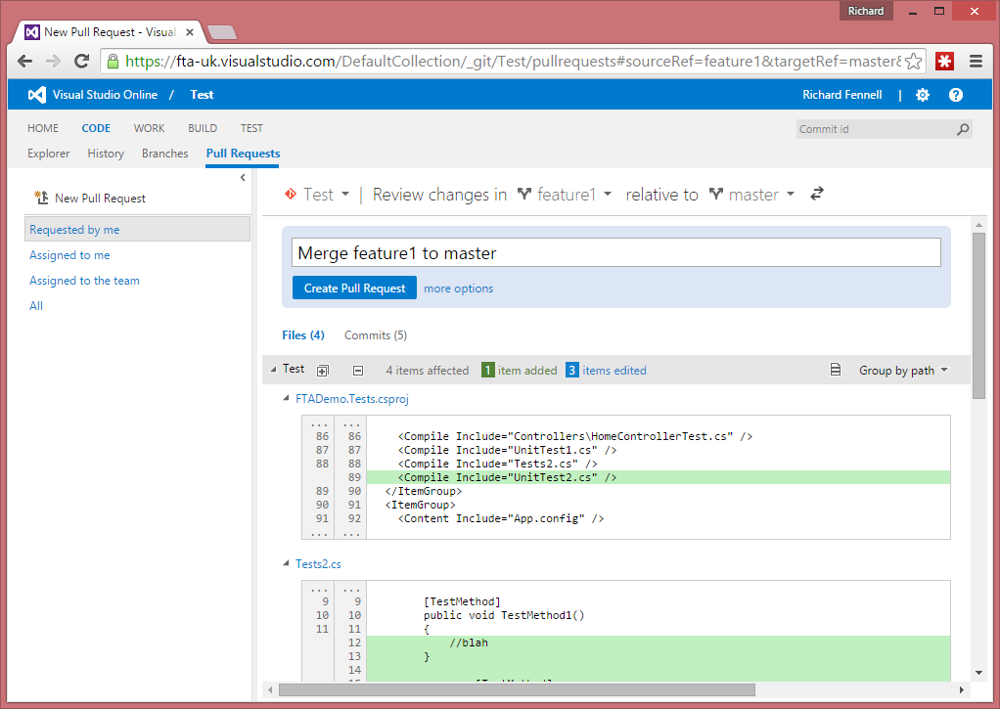 Richard
New Pull Request - Visual
https://fta-uk.visualstudio.com/DefaultCollection/_git/Test/pullrequests#sourceRef=feature1&targetRef=master&
Visual Studio Online / Test
Richard Fennell |
HOME CODE WORK BUILD TEST
Commit id
Explorer History Branches Pull Requests
New Pull Request
Requested by me
Assigned to me
Assigned to the team
All
Test | Review changes in feature1 relative to master
Merge feature1 to master
Create Pull Request more options
Files (4) Commits (5)
Test 4 items affected 1 item added 3 items edited Group by path
FTADemo.Tests.csproj
... ...
86 86 <Compile Include="Controllers\HomeControllerTest.cs" />
87 87 <Compile Include="UnitTest1.cs" />
88 88 <Compile Include="Tests2.cs" />
89 <Compile Include="UnitTest2.cs" />
89 90 </ItemGroup>
90 91 <ItemGroup>
91 92 <Content Include="App.config" />
... ...
Tests2.cs
... ...
9 9 [TestMethod]
10 10 public void TestMethod1()
11 11 {
12 //blah
13 }
14